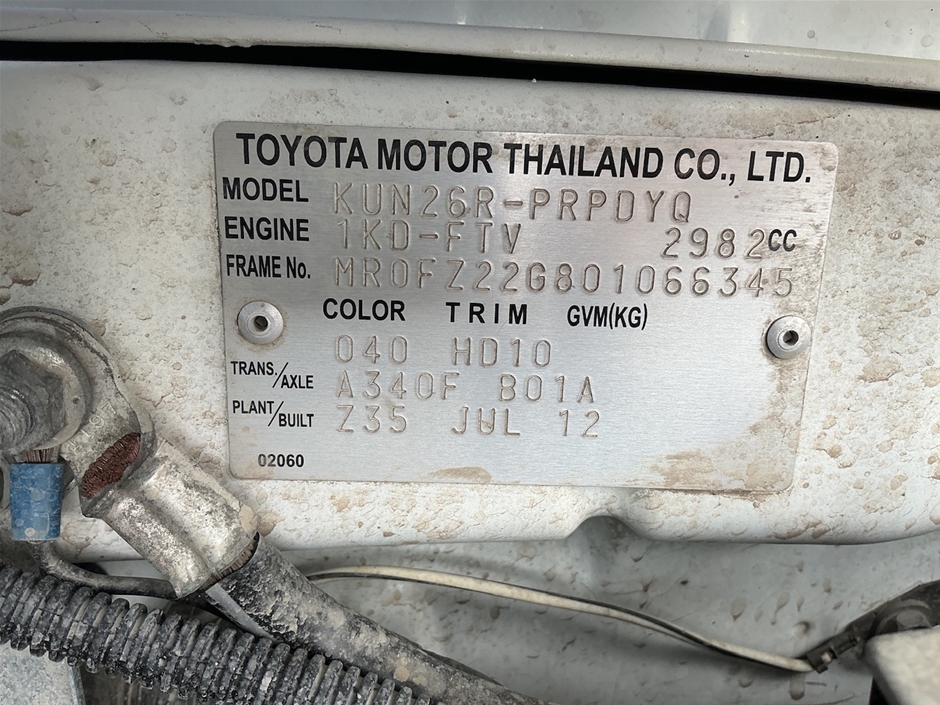 TOYOTA MOTOR THAILAND CO., LTD.
MODEL KUN26R-PRPDYQ
ENGINE 1KD-FTV 2982CC
FRAME No. MR0FZ22G801066345
COLOR TRIM GVM(KG)
040 HD10
TRANS./AXLE A340F B01A
PLANT/BUILT Z35 JUL 12
02060